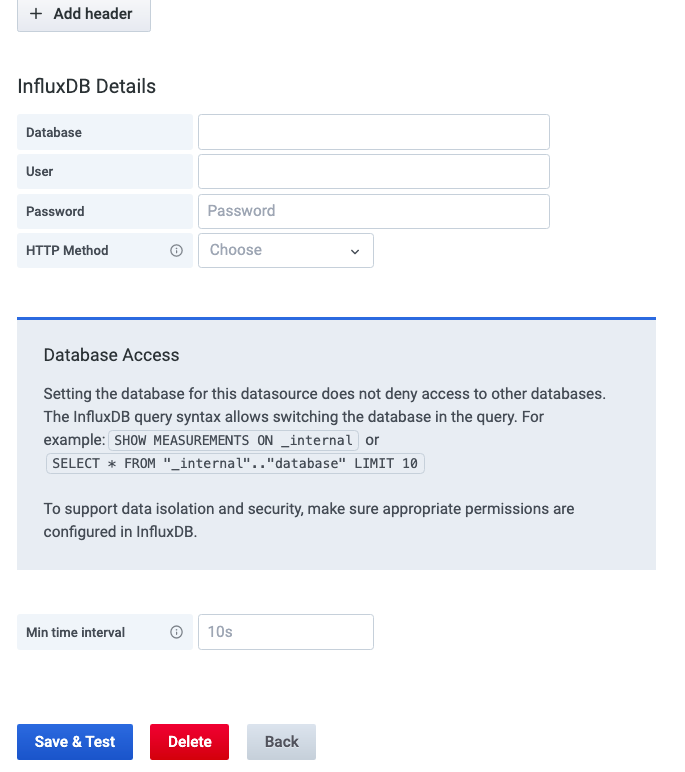 + Add header
InfluxDB Details
Database
User
Password Password
HTTP Method Choose
Database Access
Setting the database for this datasource does not deny access to other databases.
The InfluxDB query syntax allows switching the database in the query. For
example: SHOW MEASUREMENTS ON _internal or
SELECT * FROM "_internal".."database" LIMIT 10
To support data isolation and security, make sure appropriate permissions are
configured in InfluxDB.
Min time interval 10s
Save & Test Delete Back